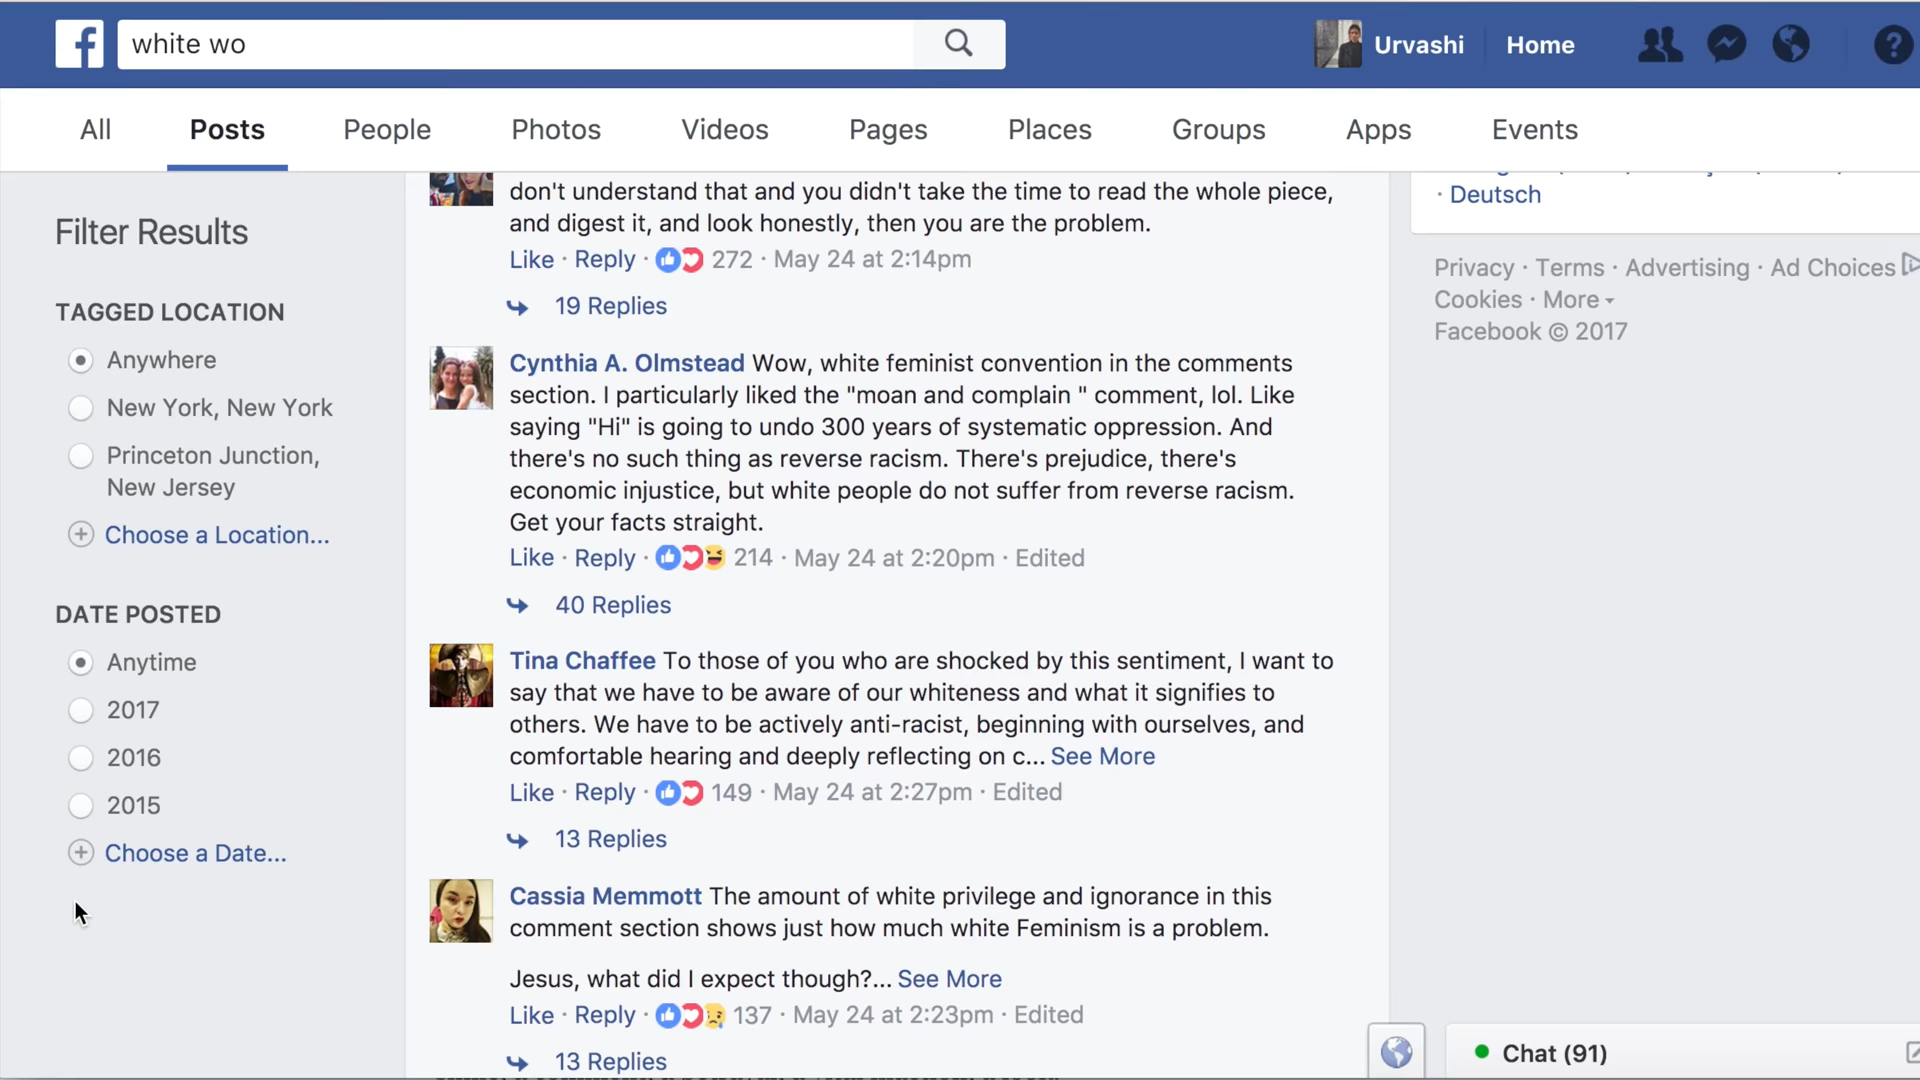 f
white wo
Urvashi
Home
?
All
Posts
People
Photos
Videos
Pages
Places
Groups
Apps
Events
Filter Results
TAGGED LOCATION
Anywhere
New York, New York
Princeton Junction,
New Jersey
Choose a Location...
DATE POSTED
Anytime
2017
2016
2015
Choose a Date...
don't understand that and you didn't take the time to read the whole piece,
and digest it, and look honestly, then you are the problem.
Like · Reply · 272 · May 24 at 2:14pm
19 Replies
Cynthia A. Olmstead Wow, white feminist convention in the comments
section. I particularly liked the "moan and complain " comment, lol. Like
saying "Hi" is going to undo 300 years of systematic oppression. And
there's no such thing as reverse racism. There's prejudice, there's
economic injustice, but white people do not suffer from reverse racism.
Get your facts straight.
Like · Reply · 214 · May 24 at 2:20pm · Edited
40 Replies
Tina Chaffee To those of you who are shocked by this sentiment, I want to
say that we have to be aware of our whiteness and what it signifies to
others. We have to be actively anti-racist, beginning with ourselves, and
comfortable hearing and deeply reflecting on c... See More
Like · Reply · 149 · May 24 at 2:27pm · Edited
13 Replies
Cassia Memmott The amount of white privilege and ignorance in this
comment section shows just how much white Feminism is a problem.
Jesus, what did I expect though?... See More
Like · Reply · 137 · May 24 at 2:23pm · Edited
13 Replies
· Deutsch
Privacy · Terms · Advertising · Ad Choices
Cookies · More
Facebook © 2017
Chat (91)